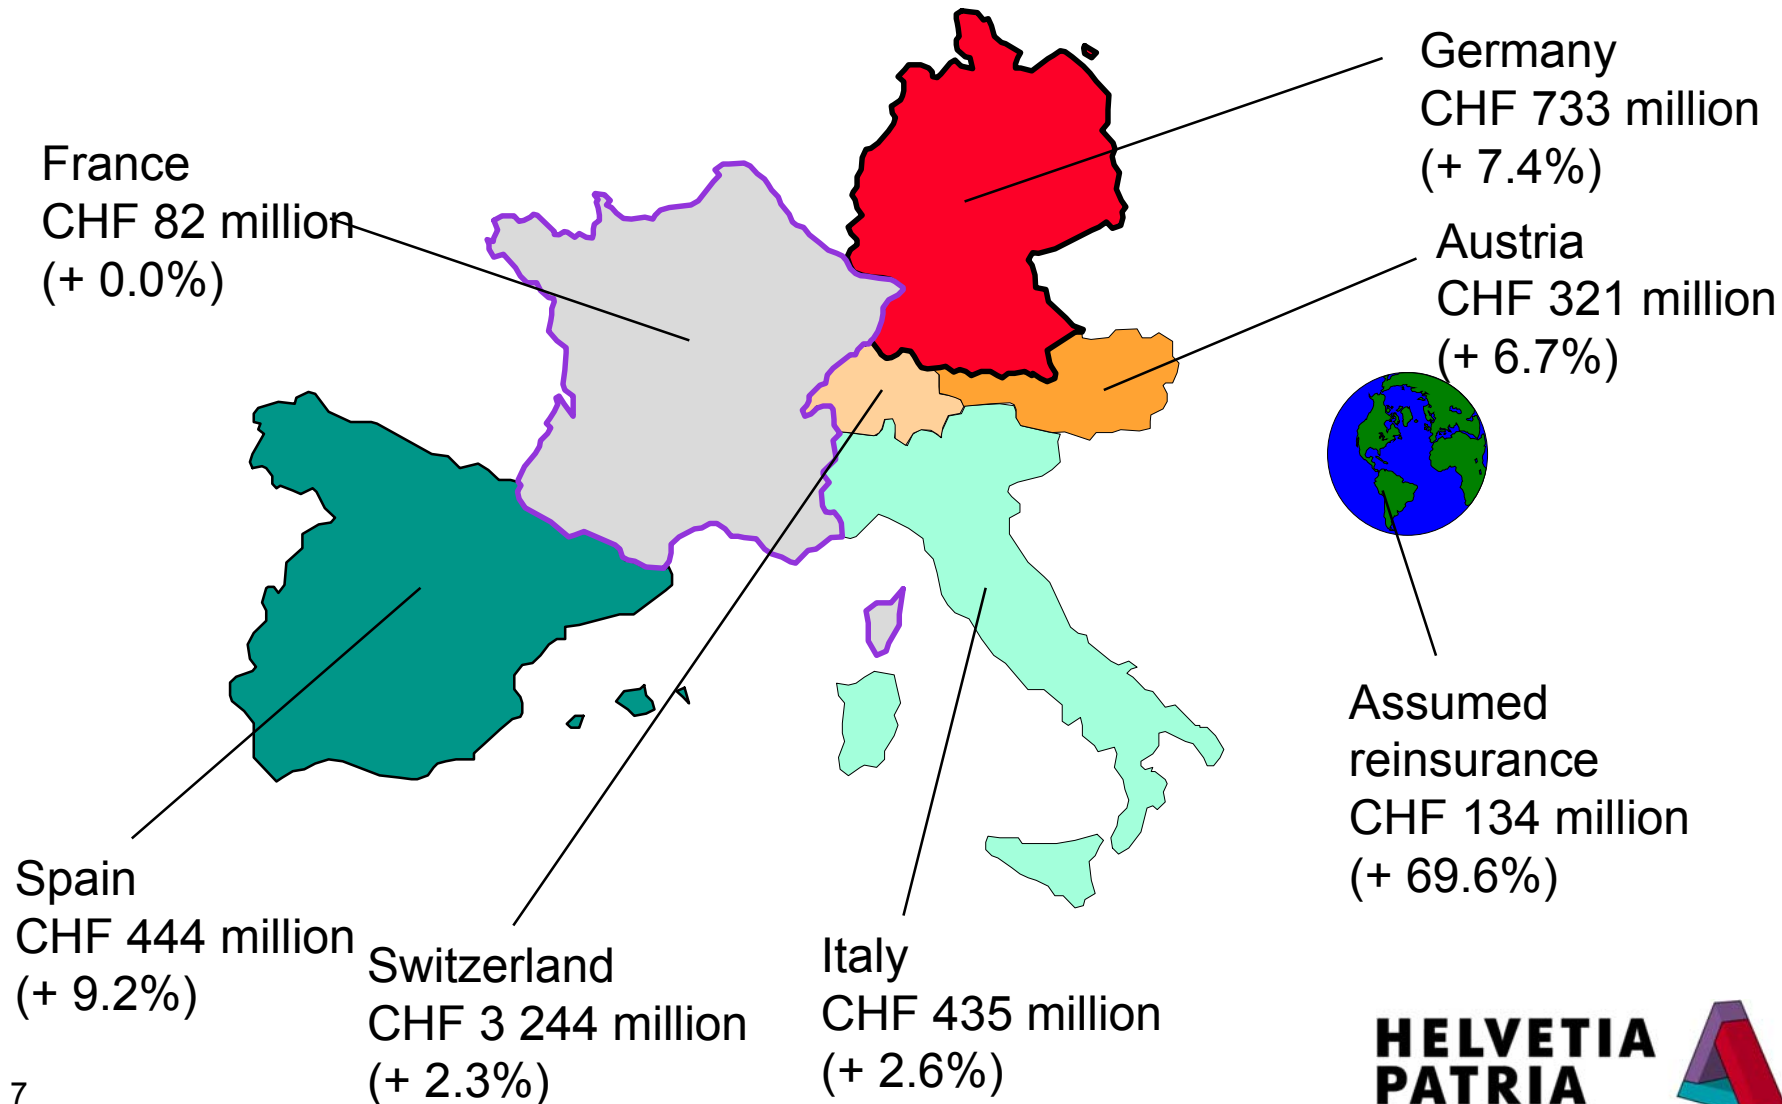 Germany
CHF 733 million
(+ 7.4%)
France
CHF 82 million
(+ 0.0%)
Austria
CHF 321 million
(+ 6.7%)
Assumed
reinsurance
CHF 134 million
(+ 69.6%)
Spain
CHF 444 million
(+ 9.2%)
Switzerland
CHF 3 244 million
(+ 2.3%)
Italy
CHF 435 million
(+ 2.6%)
HELVETIA
PATRIA
7